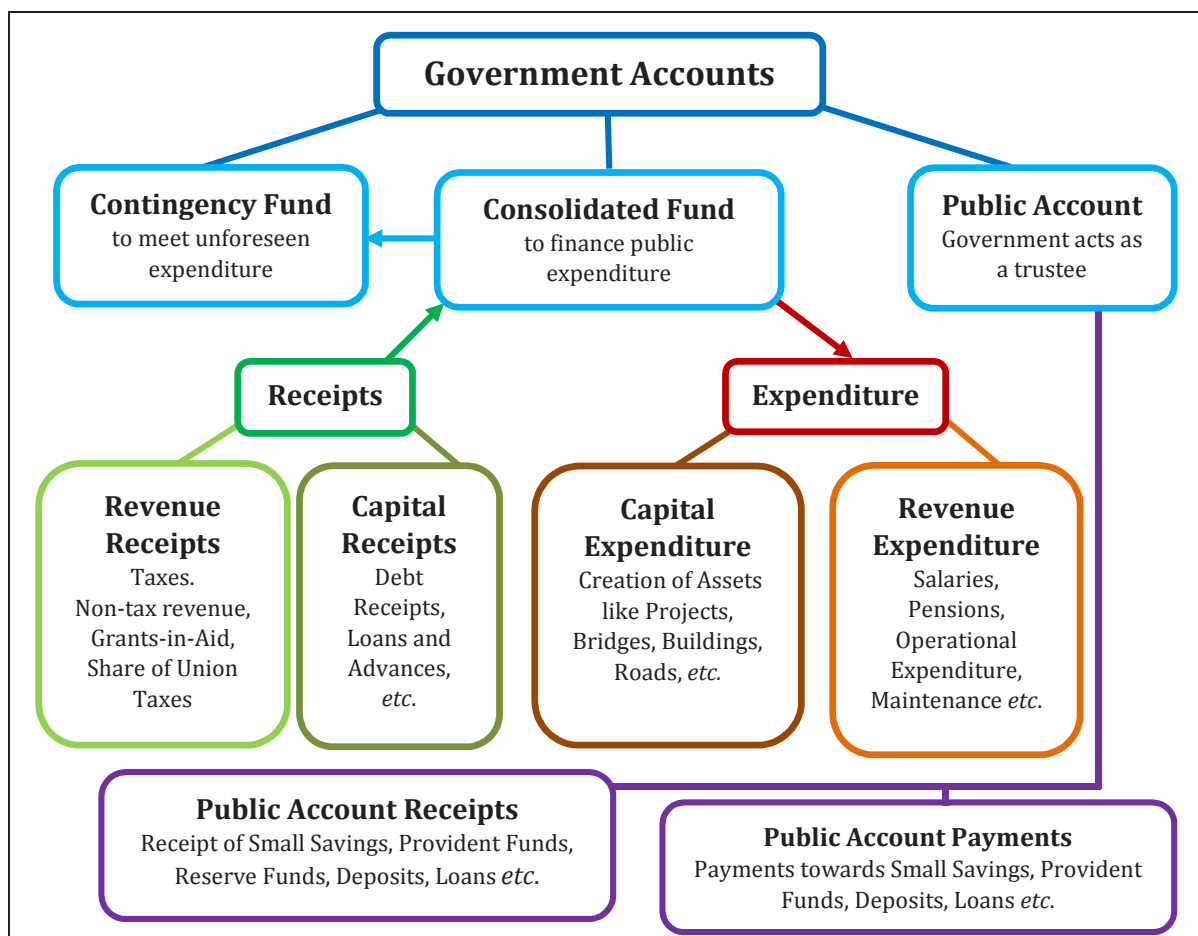 Government Accounts
Contingency Fund
to meet unforeseen
expenditure
Consolidated Fund
to finance public
expenditure
Public Account
Government acts as
a trustee
Receipts
Expenditure
Revenue
Receipts
Taxes.
Non-tax revenue,
Grants-in-Aid,
Share of Union
Taxes
Capital
Receipts
Debt
Receipts,
Loans and
Advances,
etc.
Capital
Expenditure
Creation of Assets
like Projects,
Bridges, Buildings,
Roads, etc.
Revenue
Expenditure
Salaries,
Pensions,
Operational
Expenditure,
Maintenance etc.
Public Account Receipts
Receipt of Small Savings, Provident Funds,
Reserve Funds, Deposits, Loans etc.
Public Account Payments
Payments towards Small Savings, Provident
Funds, Deposits, Loans etc.